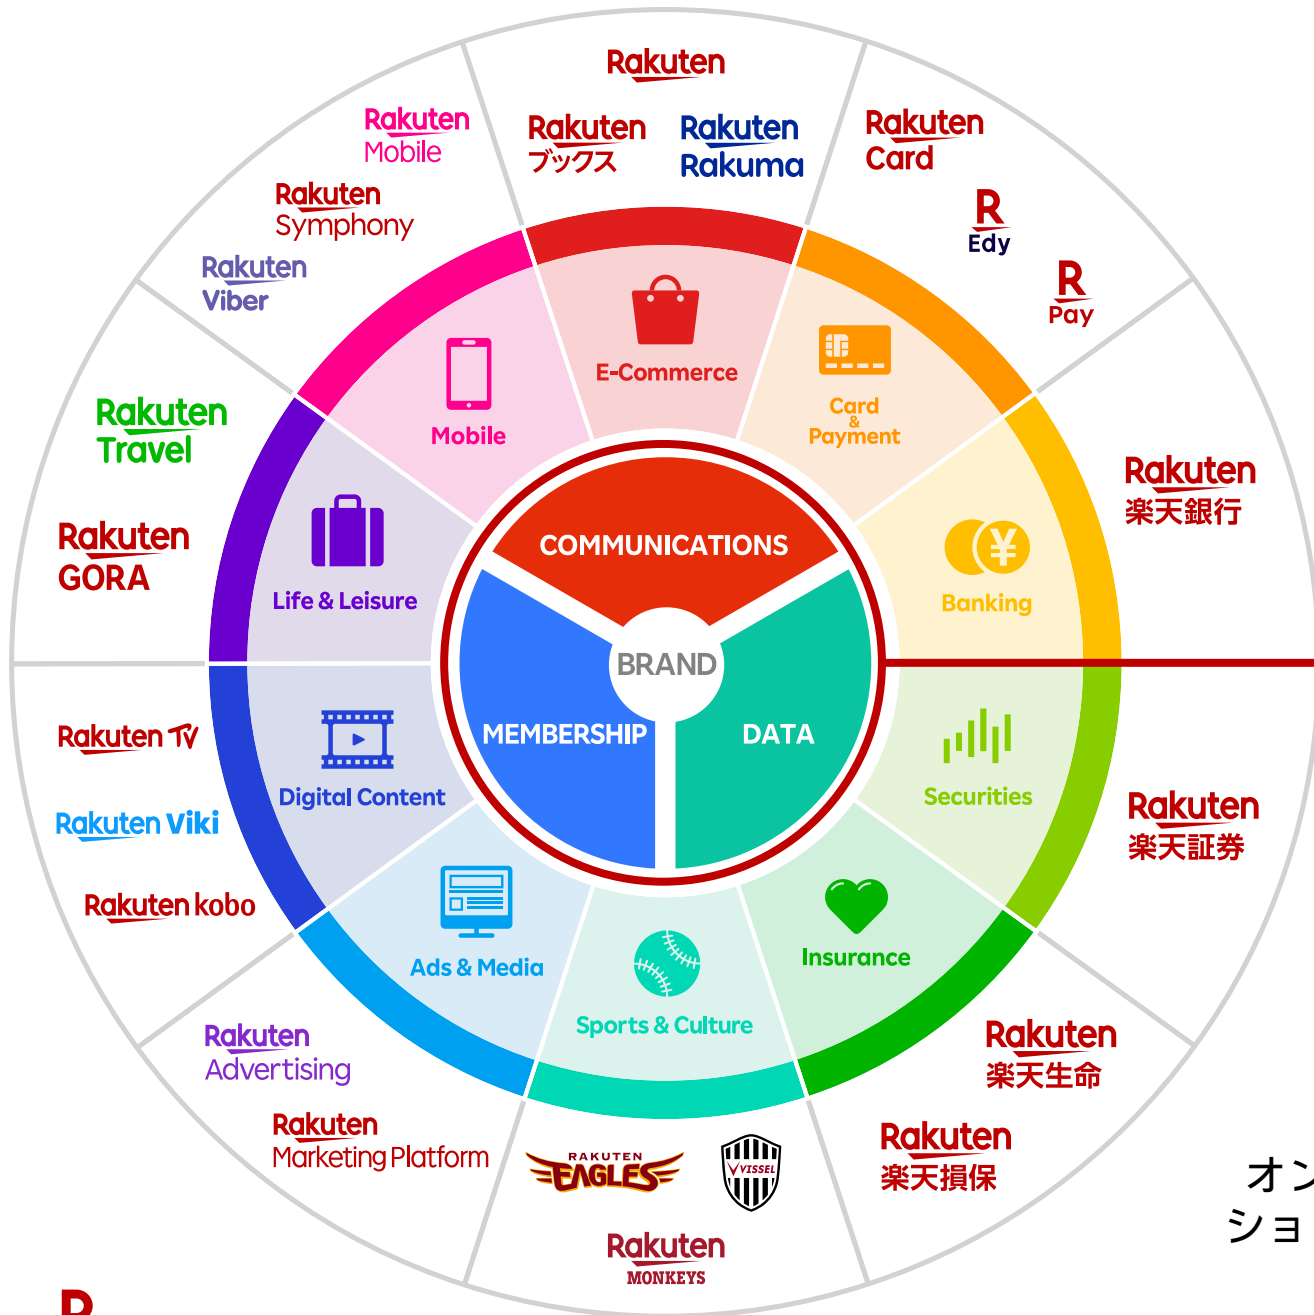 Rakuten
Rakuten
ブックス
Rakuten
Rakuma
Rakuten
Card
R
Edy
R
Pay
Rakuten
Mobile
Rakuten
Symphony
Rakuten
Viber
E-Commerce
Card
&
Payment
Mobile
Rakuten
Travel
Rakuten
GORA
Life & Leisure
Banking
Rakuten
楽天銀行
COMMUNICATIONS
BRAND
MEMBERSHIP
DATA
Rakuten TV
Rakuten Viki
Rakuten kobo
Digital Content
Securities
Rakuten
楽天証券
Ads & Media
Sports & Culture
Insurance
Rakuten
Advertising
Rakuten
Marketing Platform
RAKUTEN
EAGLES
VISSEL
Rakuten
MONKEYS
Rakuten
楽天生命
Rakuten
楽天損保
オン
ショ
R